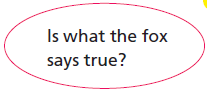 Is what the fox
says true?